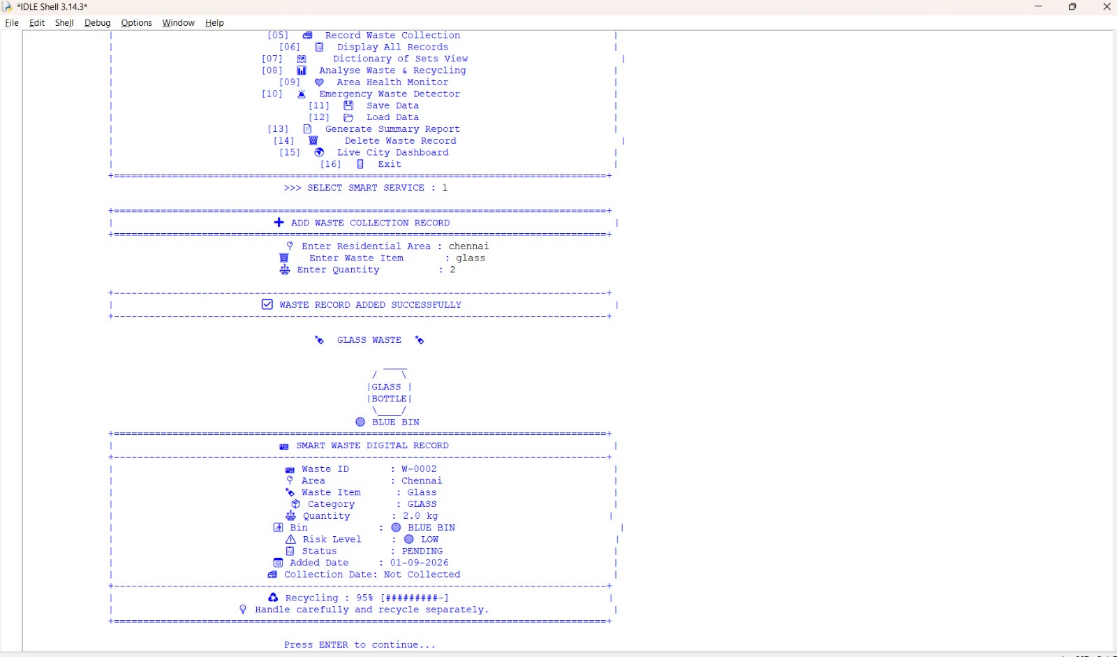 *IDLE Shell 3.14.3*
File Edit Shell Debug Options Window Help
[05] Record Waste Collection
[06] Display All Records
[07] Dictionary of Sets View
[08] Analyse Waste & Recycling
[09] Area Health Monitor
[10] Emergency Waste Detector
[11] Save Data
[12] Load Data
[13] Generate Summary Report
[14] Delete Waste Record
[15] Live City Dashboard
[16] Exit
>>> SELECT SMART SERVICE : 1
ADD WASTE COLLECTION RECORD
Enter Residential Area : chennai
Enter Waste Item : glass
Enter Quantity : 2
WASTE RECORD ADDED SUCCESSFULLY
GLASS WASTE
|GLASS |
|BOTTLE|
BLUE BIN
SMART WASTE DIGITAL RECORD
Waste ID : W-0002
Area : Chennai
Waste Item : Glass
Category : GLASS
Quantity : 2.0 kg
Bin : BLUE BIN
Risk Level : LOW
Status : PENDING
Added Date : 01-09-2026
Collection Date: Not Collected
Recycling : 95% [#########-]
Handle carefully and recycle separately.
Press ENTER to continue...